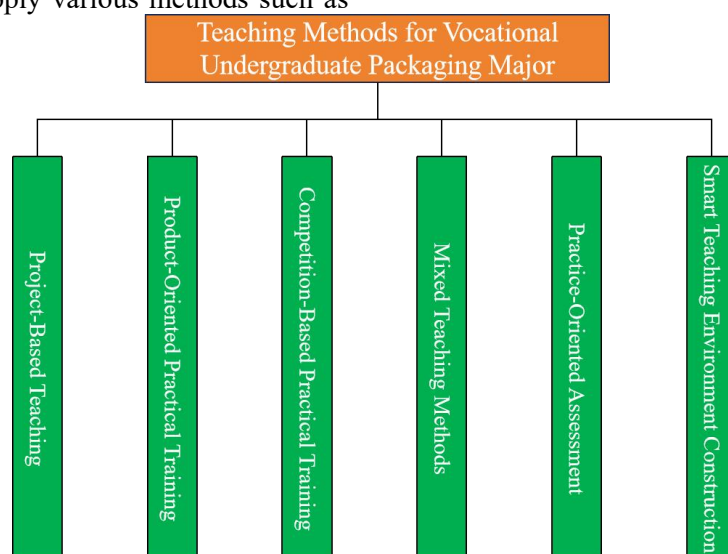 various methods such as
Teaching Methods for Vocational
Undergraduate Packaging Major
Project-Based Teaching
Product-Oriented Practical Training
Competition-Based Practical Training
Mixed Teaching Methods
Practice-Oriented Assessment
Smart Teaching Environment Construction